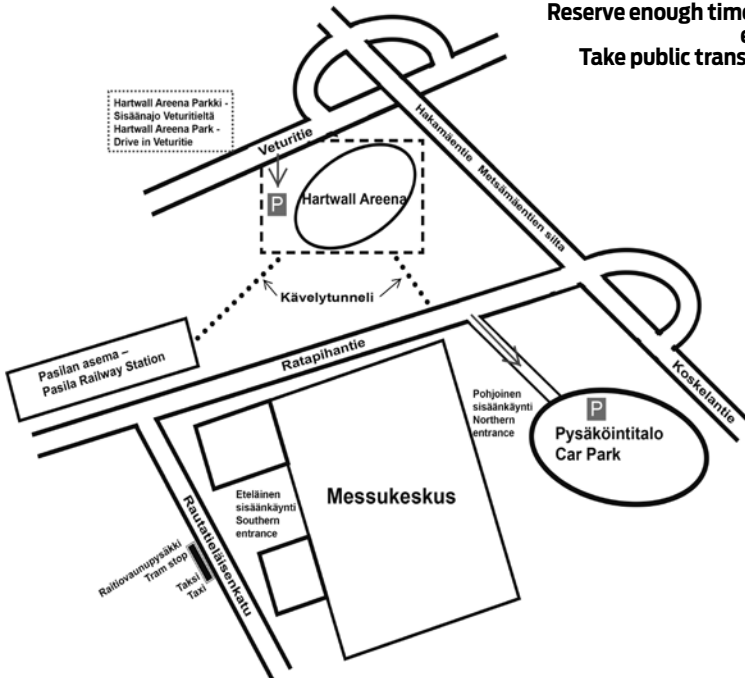 Reserve enough time
e
Take public trans
Hartwall Areena Parkki -
Sisäänajo Veturitieltä
Hartwall Areena Park -
Drive in Veturitie
Veturitie
Hakamäentie Metsämäentien silta
P
Hartwall Areena
Kävelytunneli
Pasilan asema –
Pasila Railway Station
Ratapihantie
Koskelantie
Pohjoinen
sisäänkäynti
Northern
entrance
P
Pysäköintitalo
Car Park
Messukeskus
Eteläinen
sisäänkäynti
Southern
entrance
Rautatieläisenkatu
Raitiovaunupysäkki
Tram stop
Taksi
Taxi